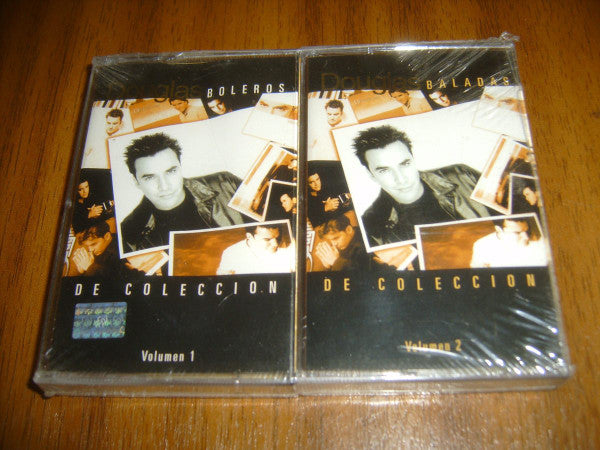 Douglas BOLEROS
DE COLECCION
Volumen 1
Douglas BALADAS
DE COLECCION
Volumen 2